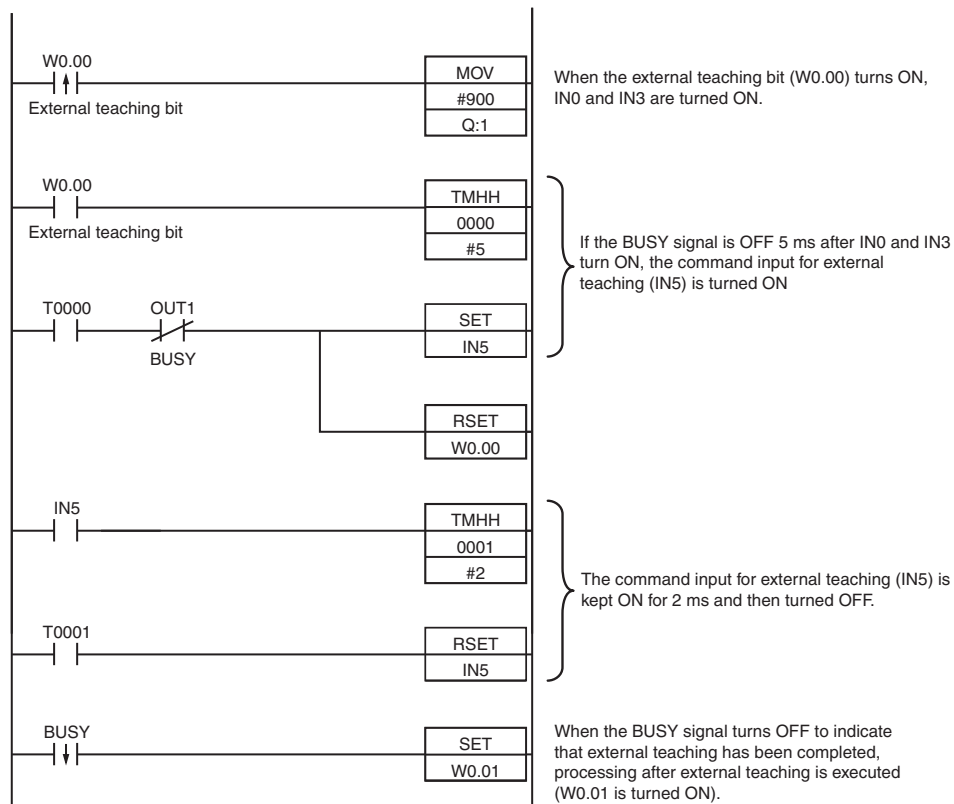 W0.00
External teaching bit
MOV
#900
Q:1
When the external teaching bit (W0.00) turns ON,
IN0 and IN3 are turned ON.
W0.00
External teaching bit
TMHH
0000
#5
If the BUSY signal is OFF 5 ms after IN0 and IN3
turn ON, the command input for external
teaching (IN5) is turned ON
T0000
OUT1
BUSY
SET
IN5
RSET
W0.00
IN5
TMHH
0001
#2
The command input for external teaching (IN5) is
kept ON for 2 ms and then turned OFF.
T0001
RSET
IN5
BUSY
SET
W0.01
When the BUSY signal turns OFF to indicate
that external teaching has been completed,
processing after external teaching is executed
(W0.01 is turned ON).